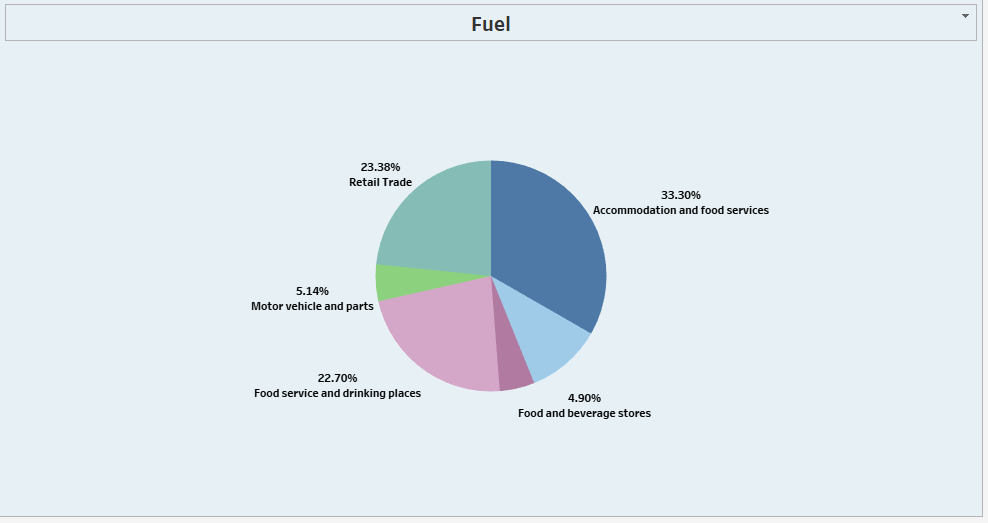 Fuel
23.38%
Retail Trade
33.30%
Accommodation and food services
5.14%
Motor vehicle and parts
22.70%
Food service and drinking places
4.90%
Food and beverage stores